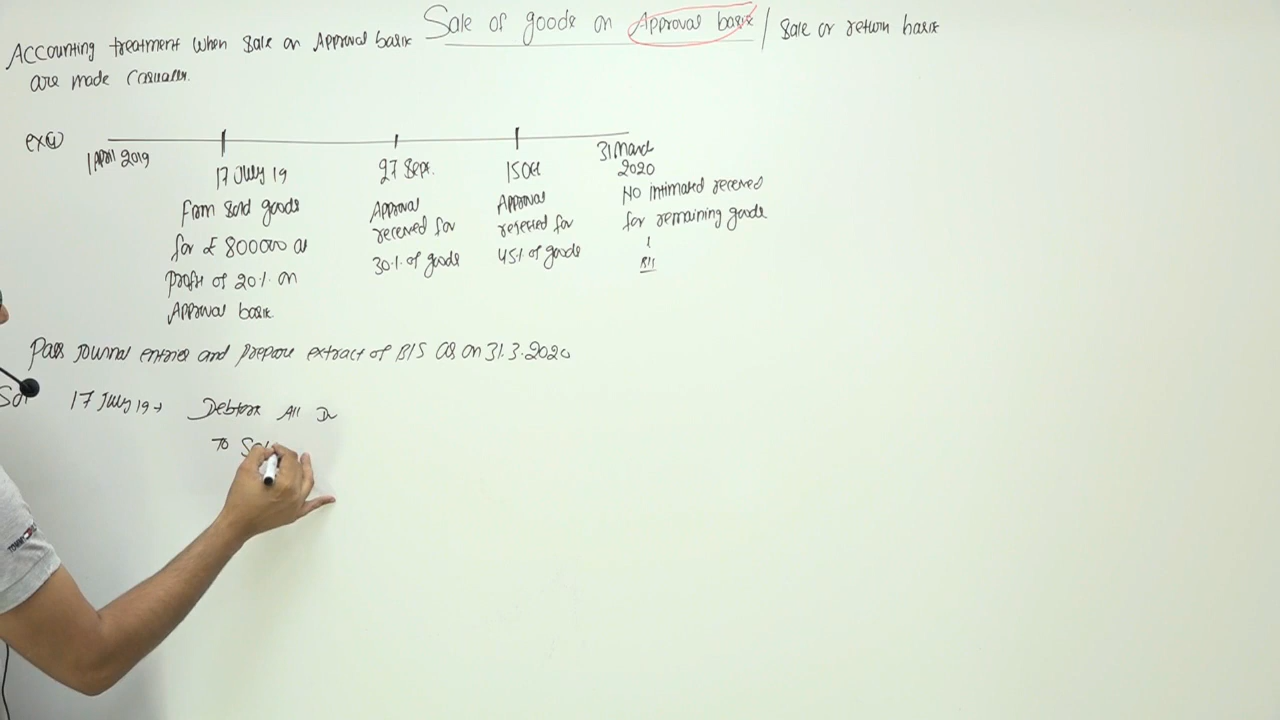 Sale of goods on Approval basis / Sale or return basis
Accounting treatment when sale on Approval basis
are made casually.
ex ①
1 April 2019
17 July 19
Firm sold goods
for £ 800000 at
profit of 20% on
Approval basis
27 Sept.
Approval
received for
30% of goods
15 Oct
Approval
rejected for
45% of goods
31 March
2020
No intimated received
for remaining goods
Pass Journal entries and prepare extract of B/S as on 31.3.2020
Sol
17 July 19 →
Debtors A/c Dr
To Sal